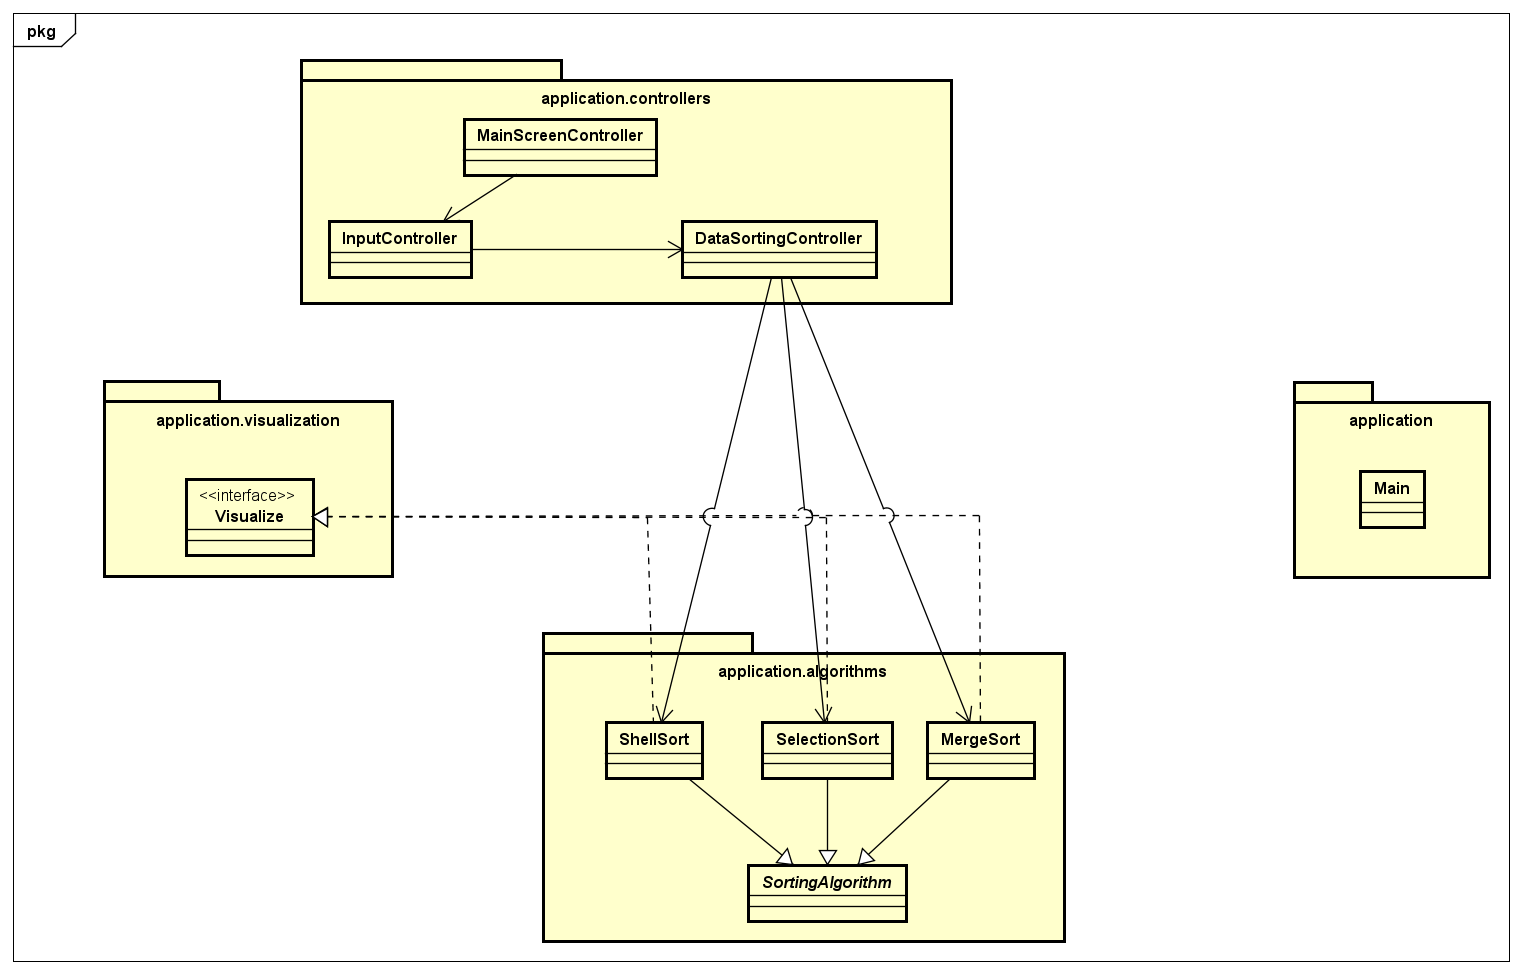 pkg
application.controllers
MainScreenController
InputController
DataSortingController
application.visualization
<<interface>>
Visualize
application
Main
application.algorithms
ShellSort
SelectionSort
MergeSort
SortingAlgorithm